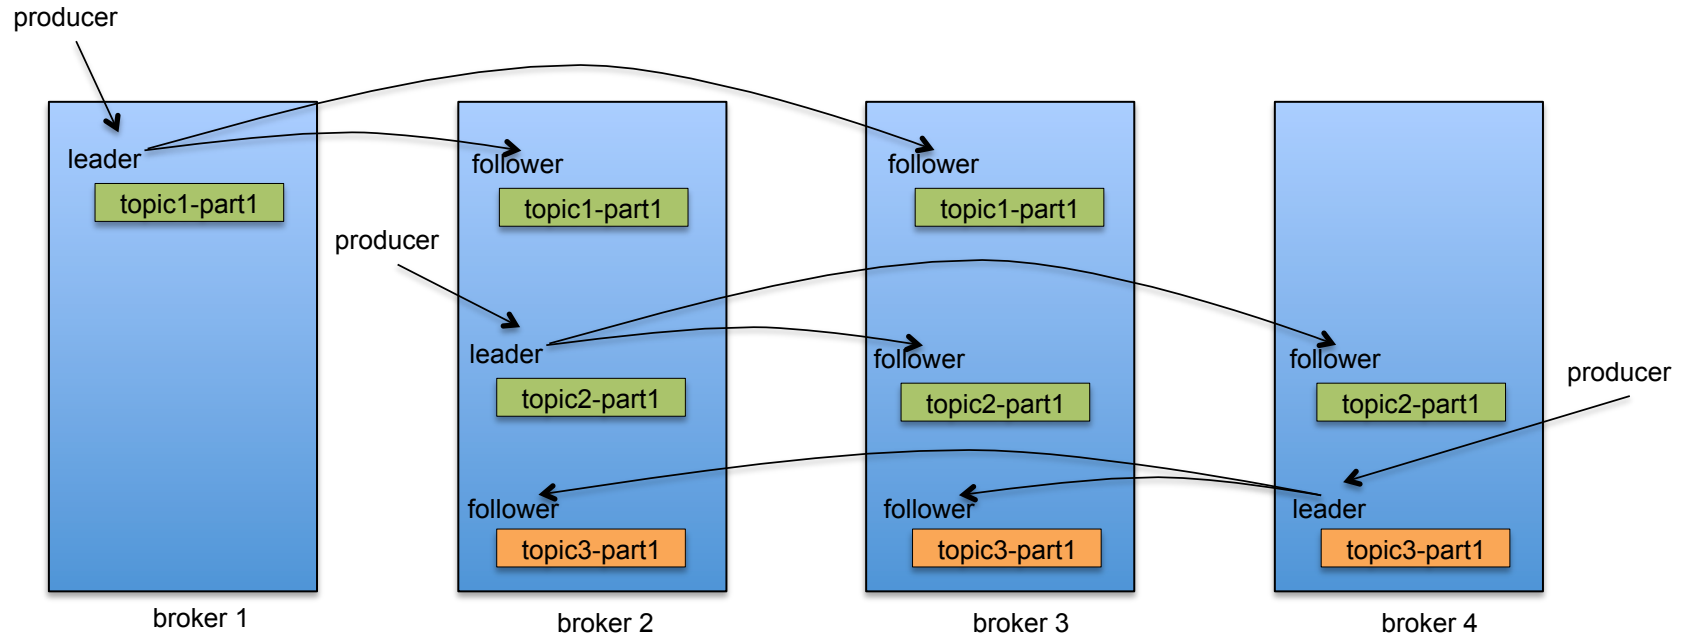 producer
leader
follower
follower
topic1-part1
topic1-part1
topic1-part1
producer
leader
follower
follower
producer
topic2-part1
topic2-part1
topic2-part1
follower
follower
leader
topic3-part1
topic3-part1
topic3-part1
broker 1
broker 2
broker 3
broker 4